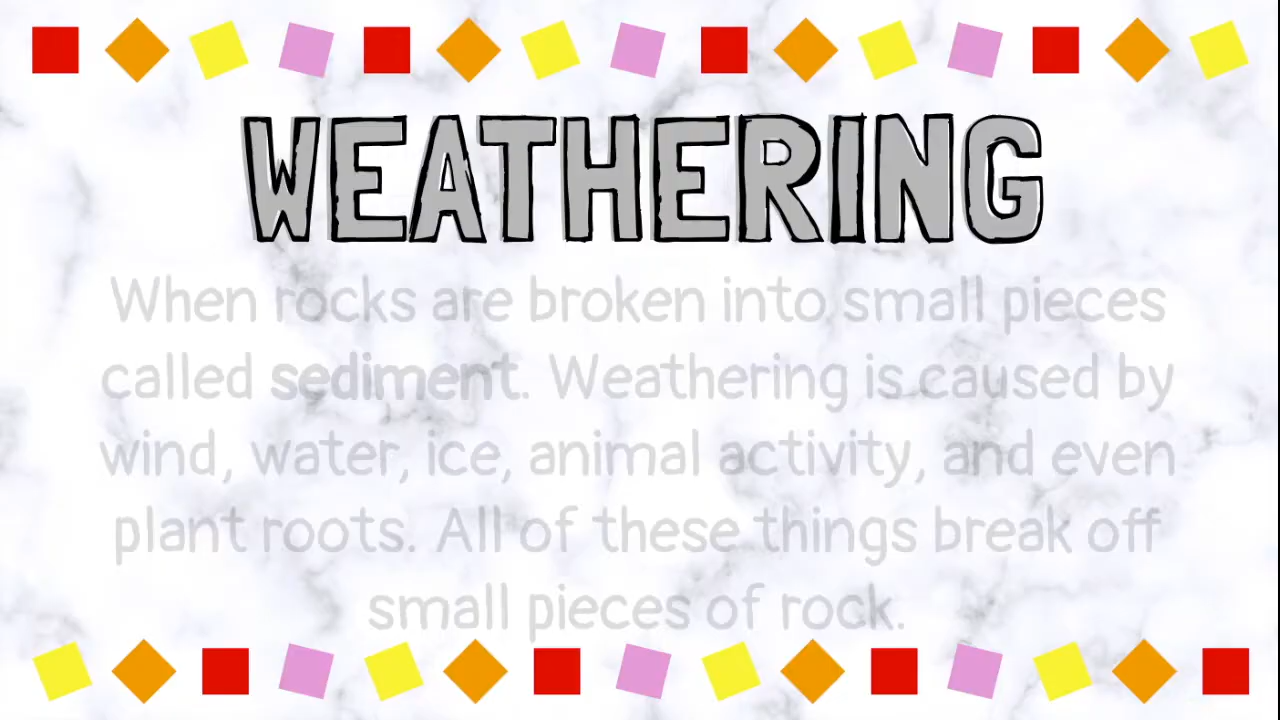 WEATHERING
When rocks are broken into small pieces
called sediment. Weathering is caused by
wind, water, ice, animal activity, and even
plant roots. All of these things break off
small pieces of rock.